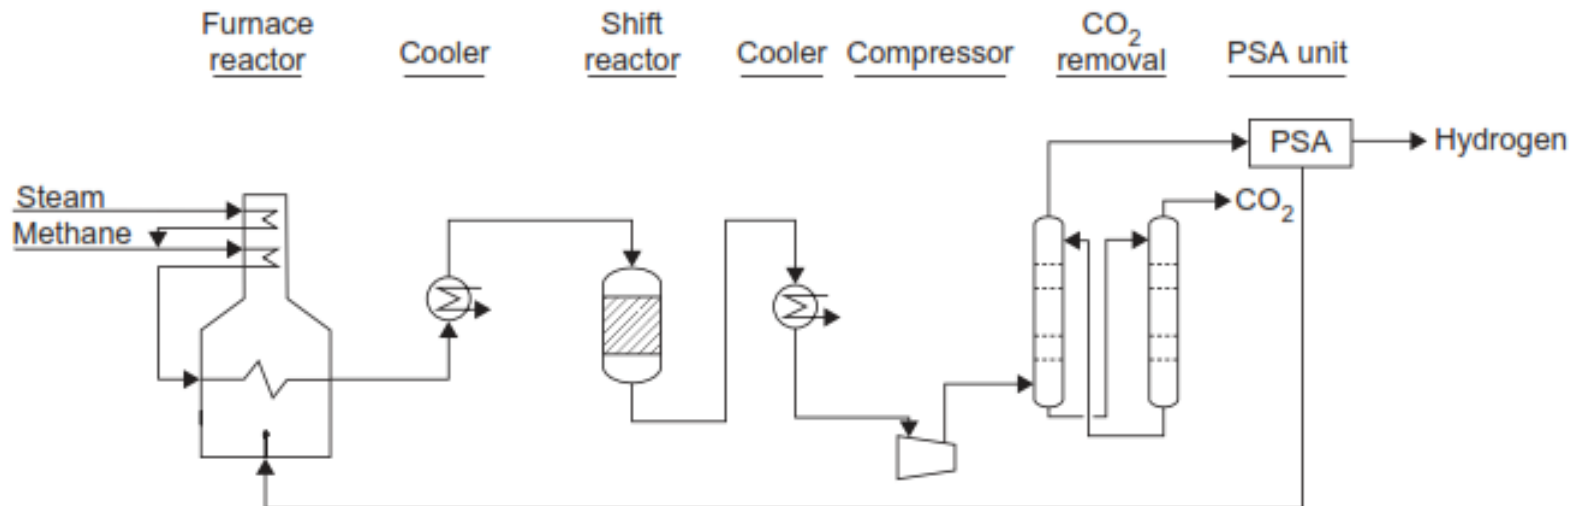 Furnace
reactor
Cooler
Shift
reactor
Cooler
Compressor
CO₂
removal
PSA unit
PSA
Hydrogen
Steam
CO₂
Methane